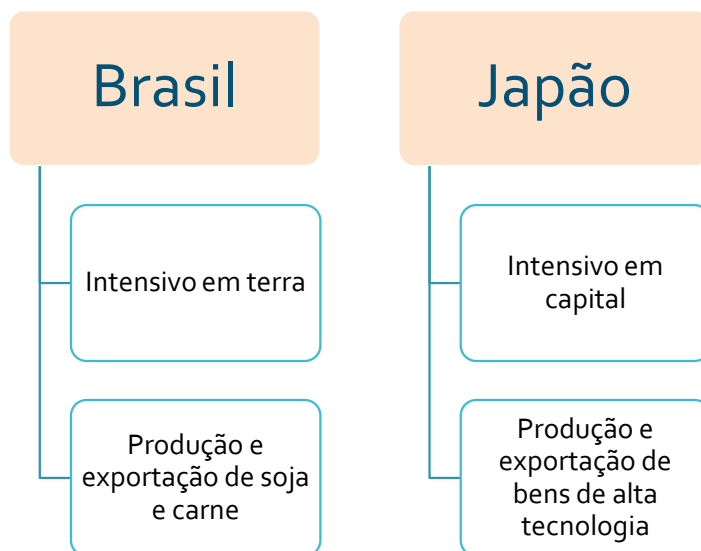 Brasil
Intensivo em terra
Produção e
exportação de soja
e carne
Japão
Intensivo em
capital
Produção e
exportação de
bens de alta
tecnologia